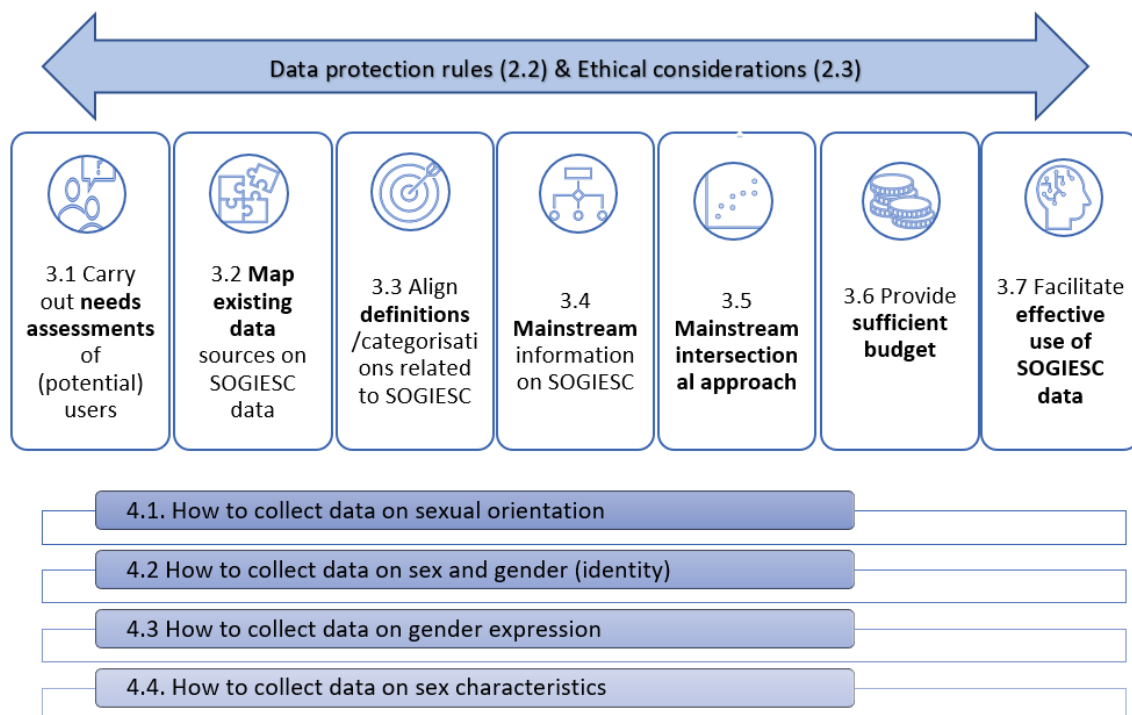 Data protection rules (2.2) & Ethical considerations (2.3)
?
3.1 Carry
out needs
assessments
of
(potential)
users
3.2 Map
existing
data
sources on
SOGIESC
data
3.3 Align
definitions
/categorisati
ons related
to SOGIESC
3.4
Mainstream
information
on SOGIESC
3.5
Mainstream
intersection
al approach
3.6 Provide
sufficient
budget
3.7 Facilitate
effective
use of
SOGIESC
data
4.1. How to collect data on sexual orientation
4.2 How to collect data on sex and gender (identity)
4.3 How to collect data on gender expression
4.4. How to collect data on sex characteristics